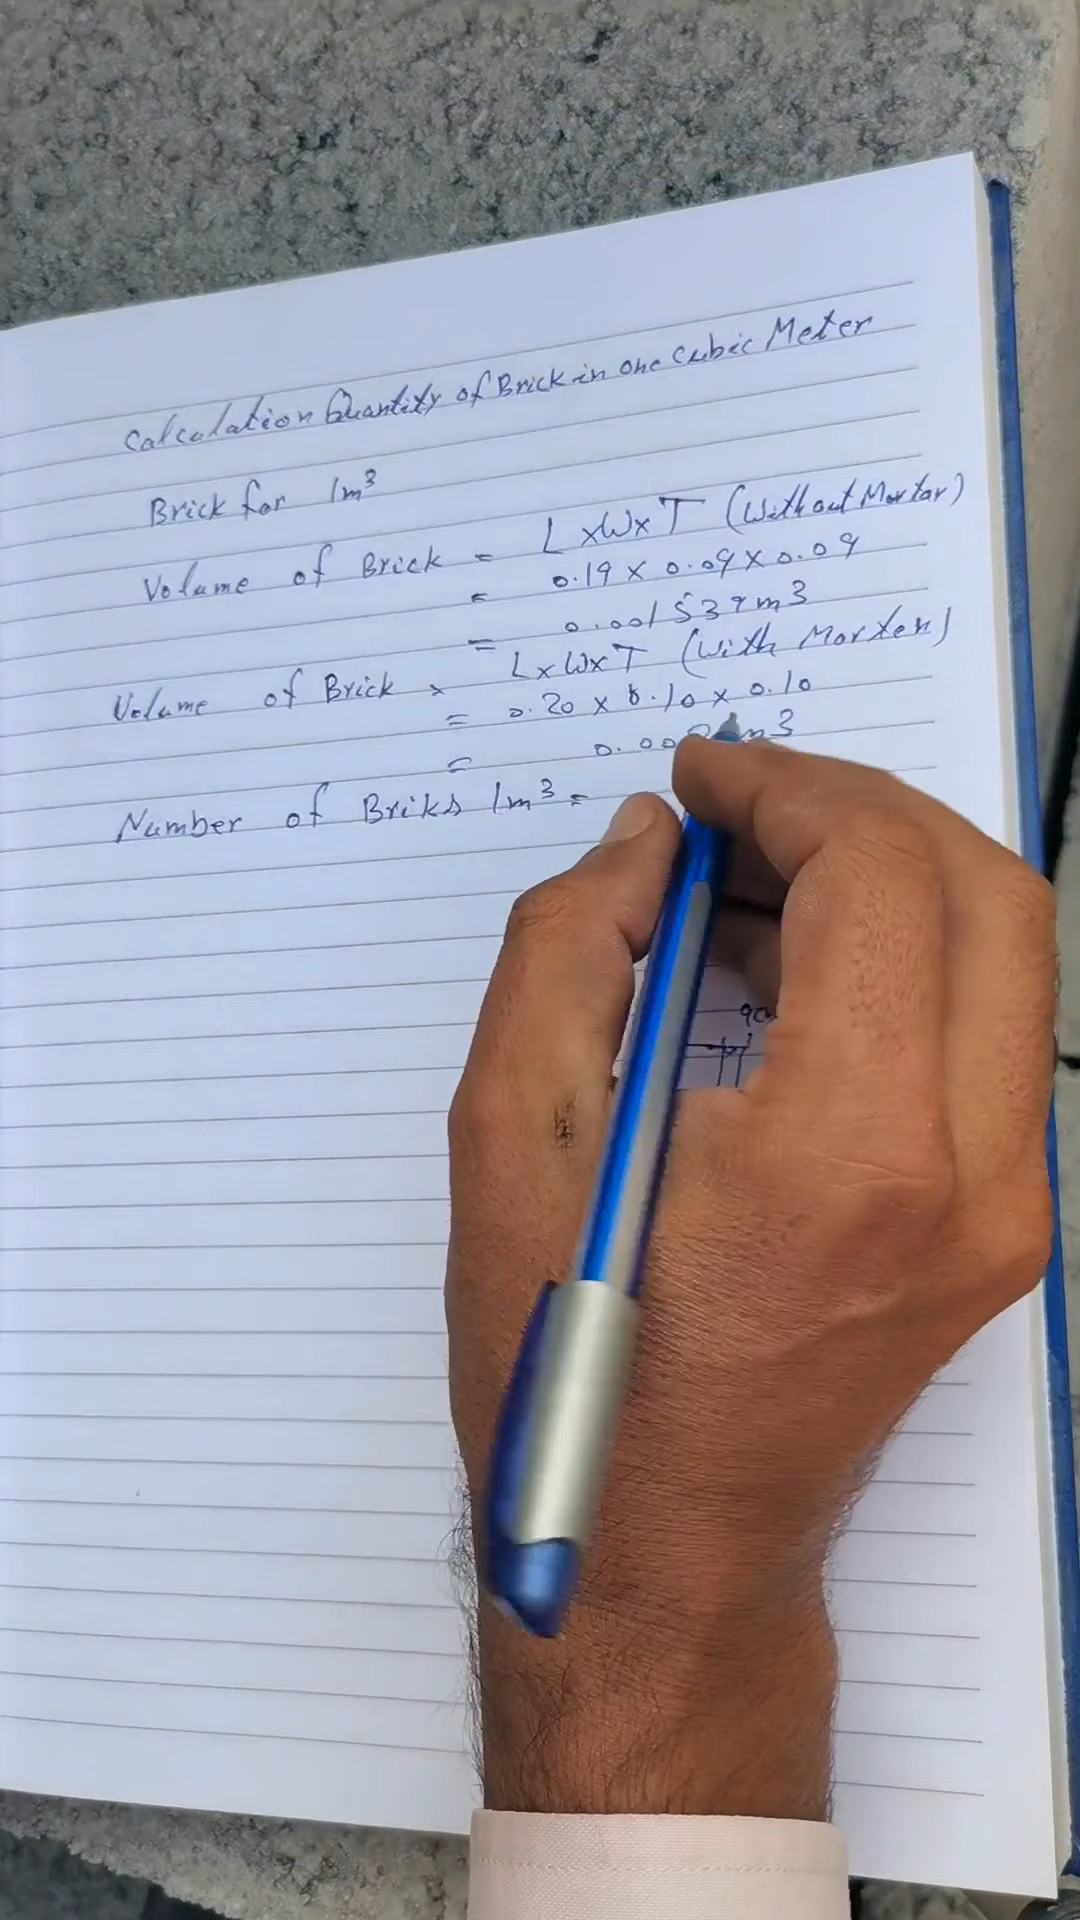 Calculation Quantity of Brick in one Cubic Meter
Brick for 1m³
Volume of Brick = L x W x T (Without Mortar)
= 0.19 x 0.09 x 0.09
= 0.001539m3
Volume of Brick x L x W x T (With Morter)
= 0.20 x 0.10 x 0.10
= m3
Number of Briks 1m³ =